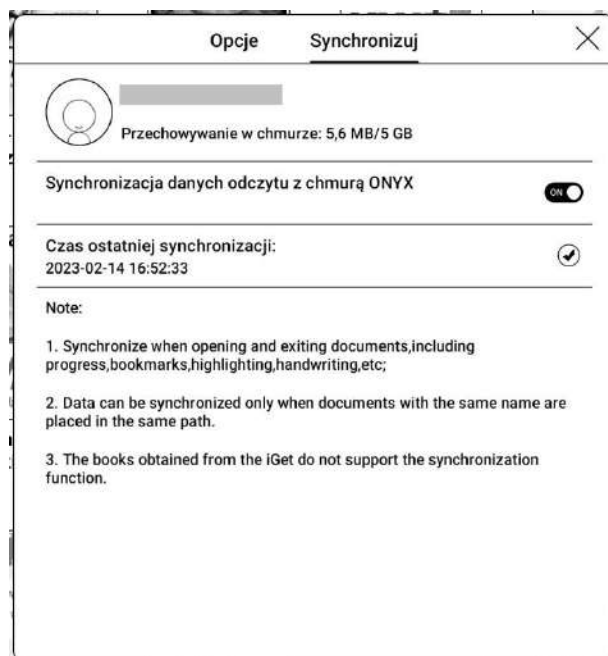 Opcje Synchronizuj
Przechowywanie w chmurze: 5,6 MB/5 GB
Synchronizacja danych odczytu z chmurą ONYX
ON
Czas ostatniej synchronizacji:
2023-02-14 16:52:33
Note:
1. Synchronize when opening and exiting documents,including
progress,bookmarks,highlighting,handwriting,etc;
2. Data can be synchronized only when documents with the same name are
placed in the same path.
3. The books obtained from the iGet do not support the synchronization
function.